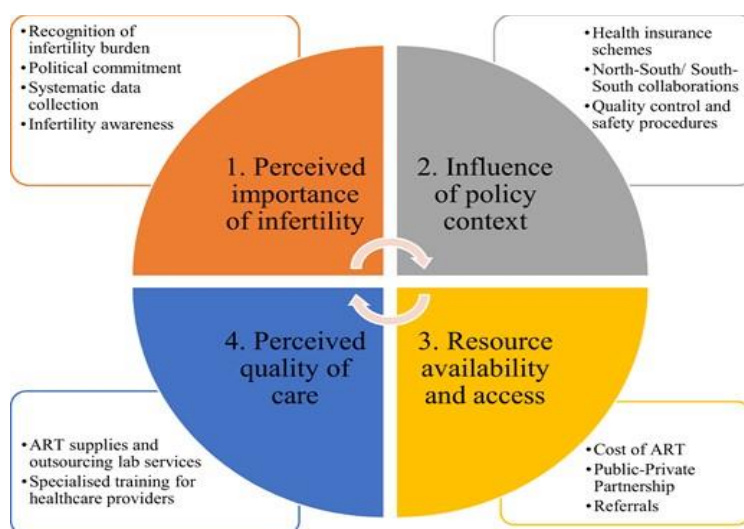 •Recognition of
infertility burden
•Political commitment
•Systematic data
collection
•Infertility awareness
•Health insurance
schemes
•North-South/ South-
South collaborations
•Quality control and
safety procedures
1. Perceived
importance
of infertility
2. Influence
of policy
context
4. Perceived
quality of
care
3. Resource
availability
and access
•ART supplies and
outsourcing lab services
•Specialised training for
healthcare providers
•Cost of ART
•Public-Private
Partnership
•Referrals